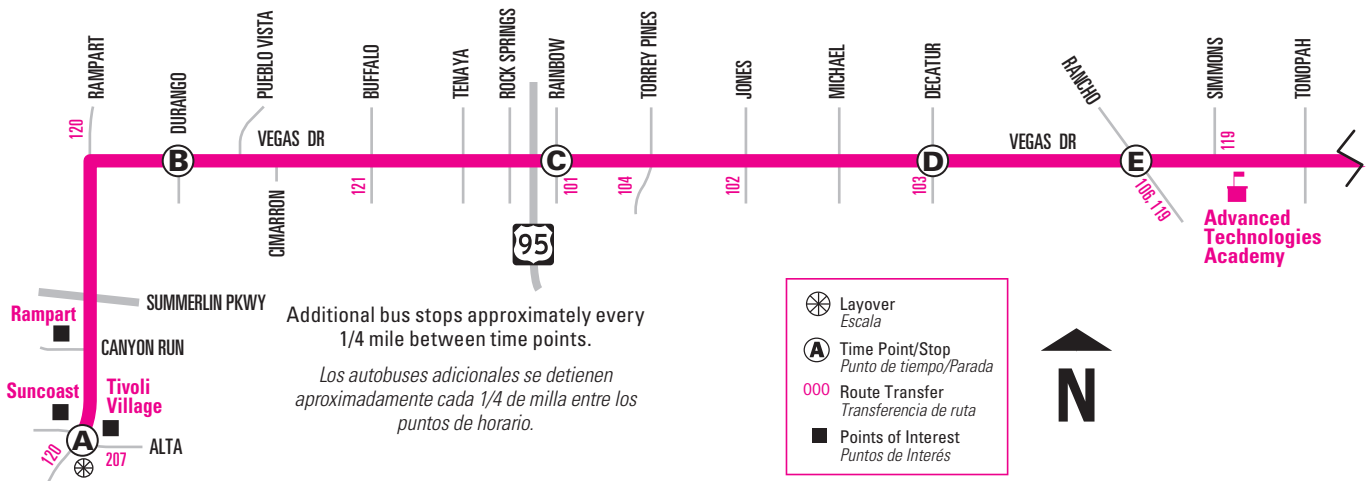 RAMPART
DURANGO
PUEBLO VISTA
BUFFALO
TENAYA
ROCK SPRINGS
RAINBOW
TORREY PINES
JONES
MICHAEL
DECATUR
RANCHO
SIMMONS
TONOPAH
120
VEGAS DR
VEGAS DR
119
B
C
D
E
CIMARRON
121
101
104
102
103
106, 119
95
Advanced
Technologies
Academy
SUMMERLIN PKWY
Rampart
CANYON RUN
Suncoast
Tivoli
Village
A
ALTA
120
207
Additional bus stops approximately every
1/4 mile between time points.
Los autobuses adicionales se detienen
aproximadamente cada 1/4 de milla entre los
puntos de horario.
Layover
Escala
A Time Point/Stop
Punto de tiempo/Parada
000 Route Transfer
Transferencia de ruta
Points of Interest
Puntos de Interés
N